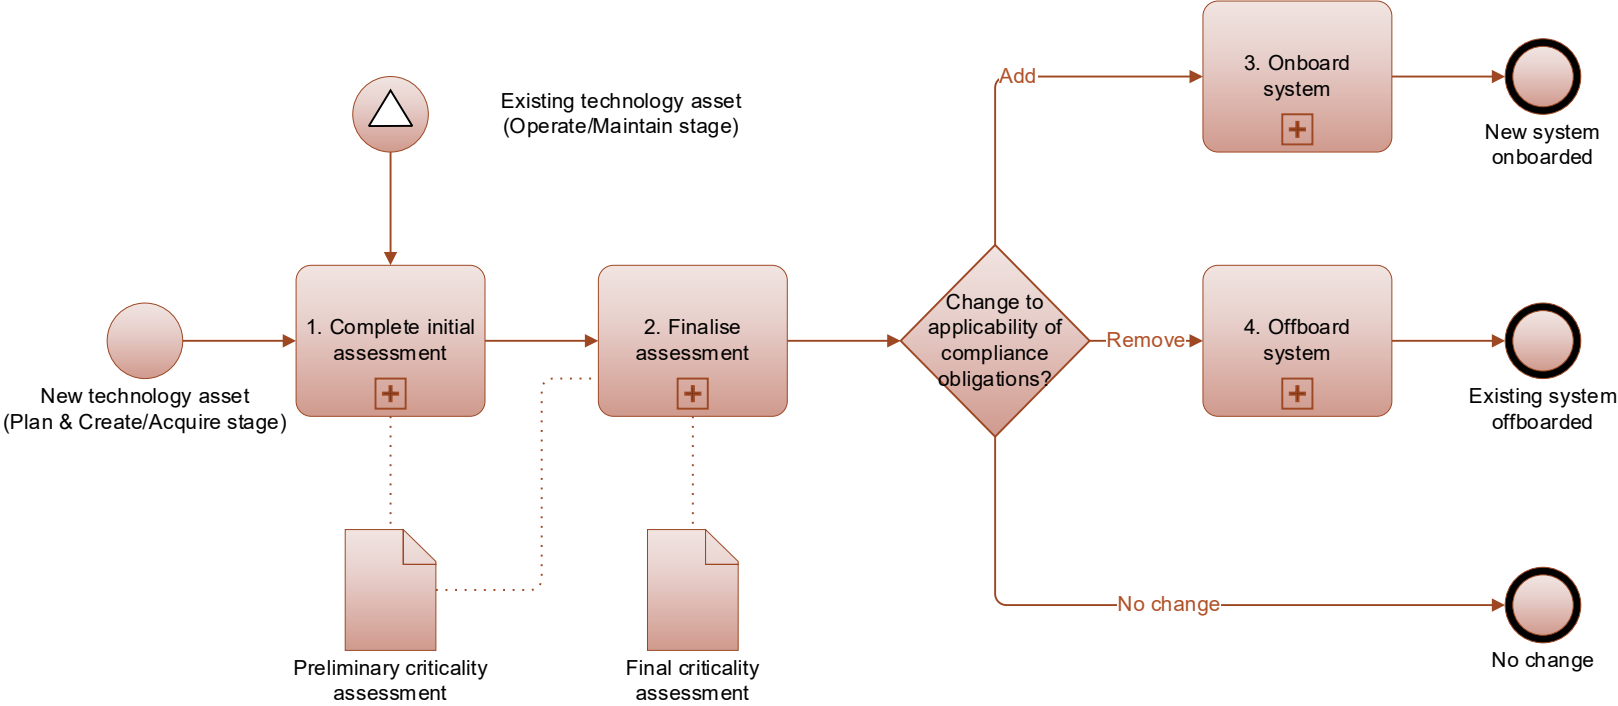 Existing technology asset
(Operate/Maintain stage)
New technology asset
(Plan & Create/Acquire stage)
1. Complete initial
assessment
2. Finalise
assessment
Preliminary criticality
assessment
Final criticality
assessment
Change to
applicability of
compliance
obligations?
Add
3. Onboard
system
New system
onboarded
Remove
4. Offboard
system
Existing system
offboarded
No change
No change